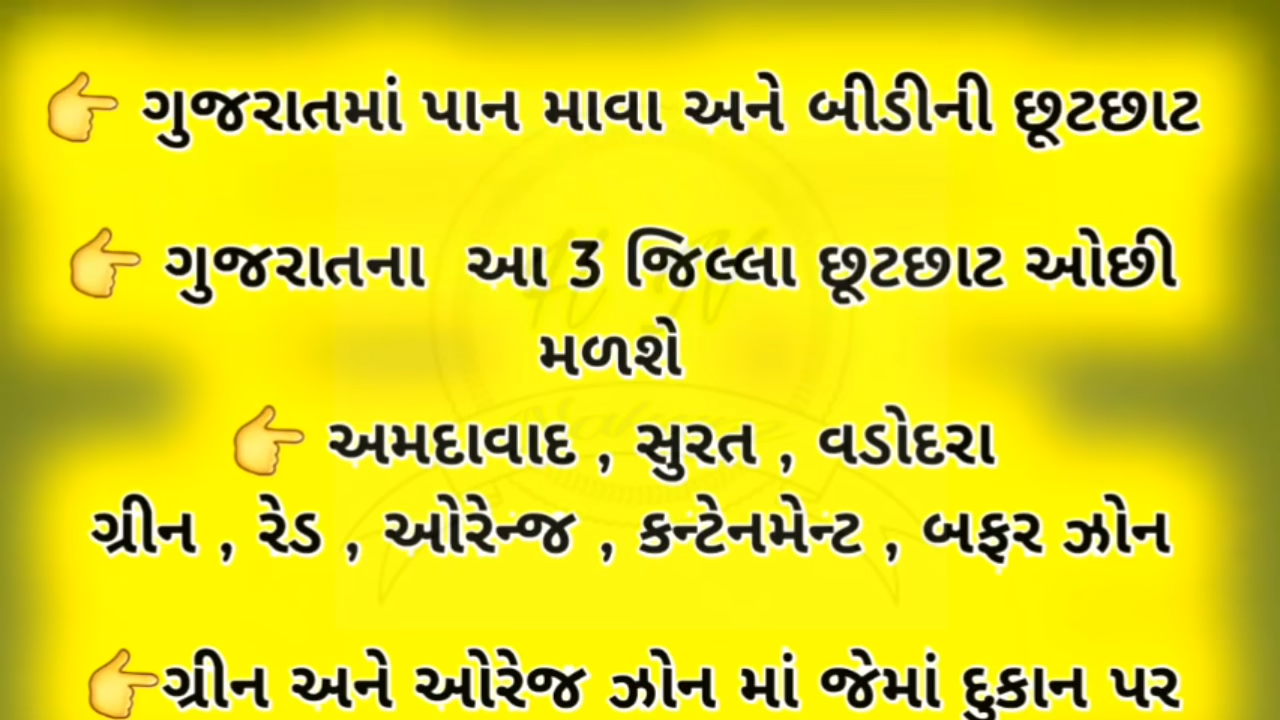 👉 ગુજરાતમાં પાન માવા અને બીડીની છૂટછાટ
👉 ગુજરાતના આ 3 જિલ્લા છૂટછાટ ઓછી
મળશે
👉 અમદાવાદ , સુરત , વડોદરા
ગ્રીન , રેડ , ઓરેન્જ , કન્ટેનમેન્ટ , બફર ઝોન
👉ગ્રીન અને ઓરેજ ઝોન માં જેમાં દુકાન પર